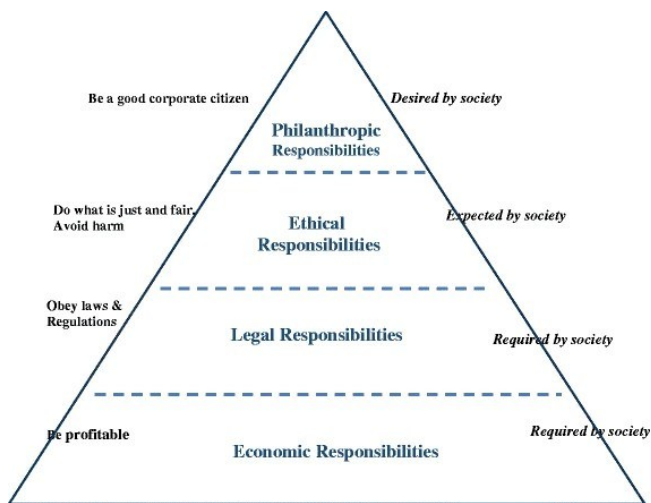 Be a good corporate citizen
Desired by society
Philanthropic
Responsibilities
Do what is just and fair,
Avoid harm
Expected by society
Ethical
Responsibilities
Obey laws &
Regulations
Legal Responsibilities
Required by society
Be profitable
Required by society
Economic Responsibilities